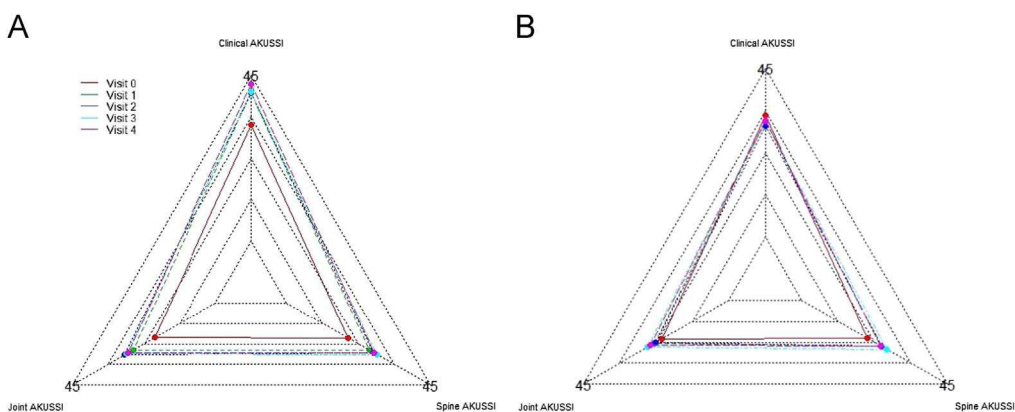 A
Clinical AKUSSI
45
Visit 0
Visit 1
Visit 2
Visit 3
Visit 4
45
45
Joint AKUSSI
Spine AKUSSI
B
Clinical AKUSSI
45
45
45
Joint AKUSSI
Spine AKUSSI